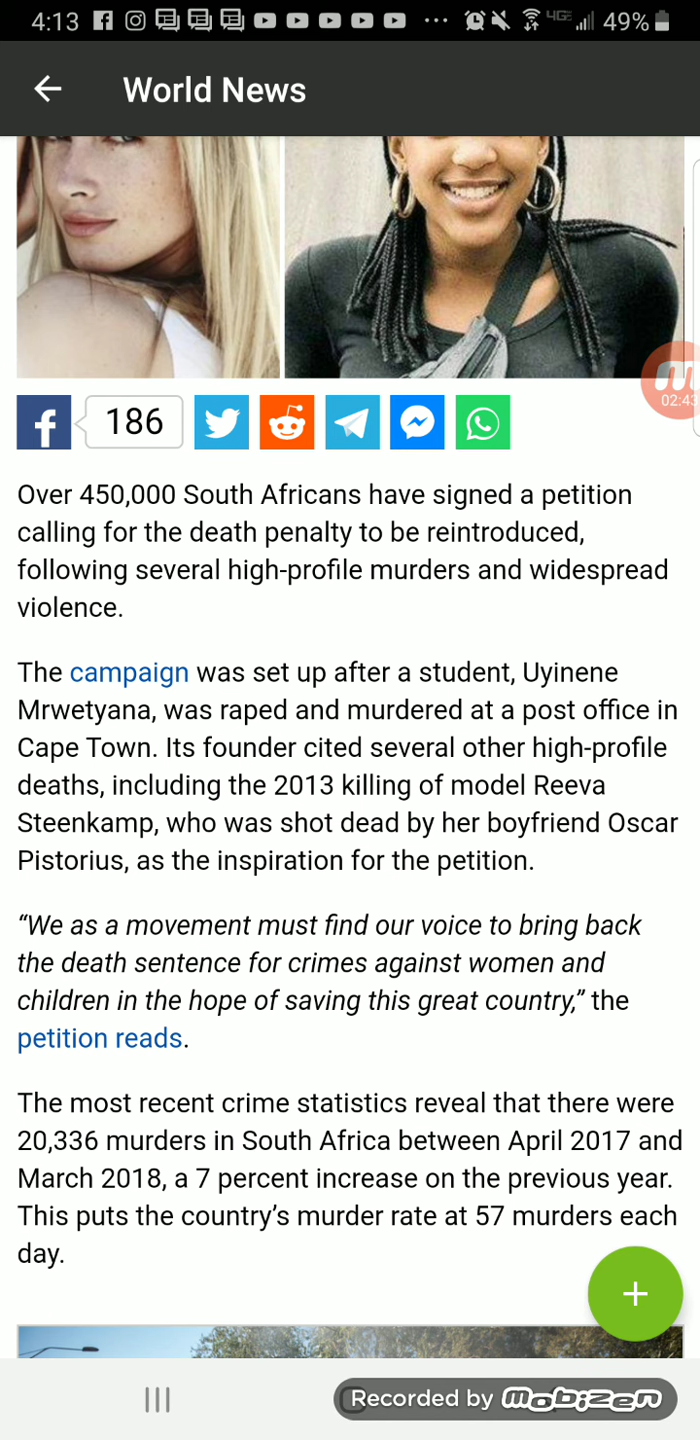 4:13
4GE
49%
World News
02:43
186
Over 450,000 South Africans have signed a petition
calling for the death penalty to be reintroduced,
following several high-profile murders and widespread
violence.
The campaign was set up after a student, Uyinene
Mrwetyana, was raped and murdered at a post office in
Cape Town. Its founder cited several other high-profile
deaths, including the 2013 killing of model Reeva
Steenkamp, who was shot dead by her boyfriend Oscar
Pistorius, as the inspiration for the petition.
“We as a movement must find our voice to bring back
the death sentence for crimes against women and
children in the hope of saving this great country,” the
petition reads.
The most recent crime statistics reveal that there were
20,336 murders in South Africa between April 2017 and
March 2018, a 7 percent increase on the previous year.
This puts the country’s murder rate at 57 murders each
day.
Recorded by mobizen